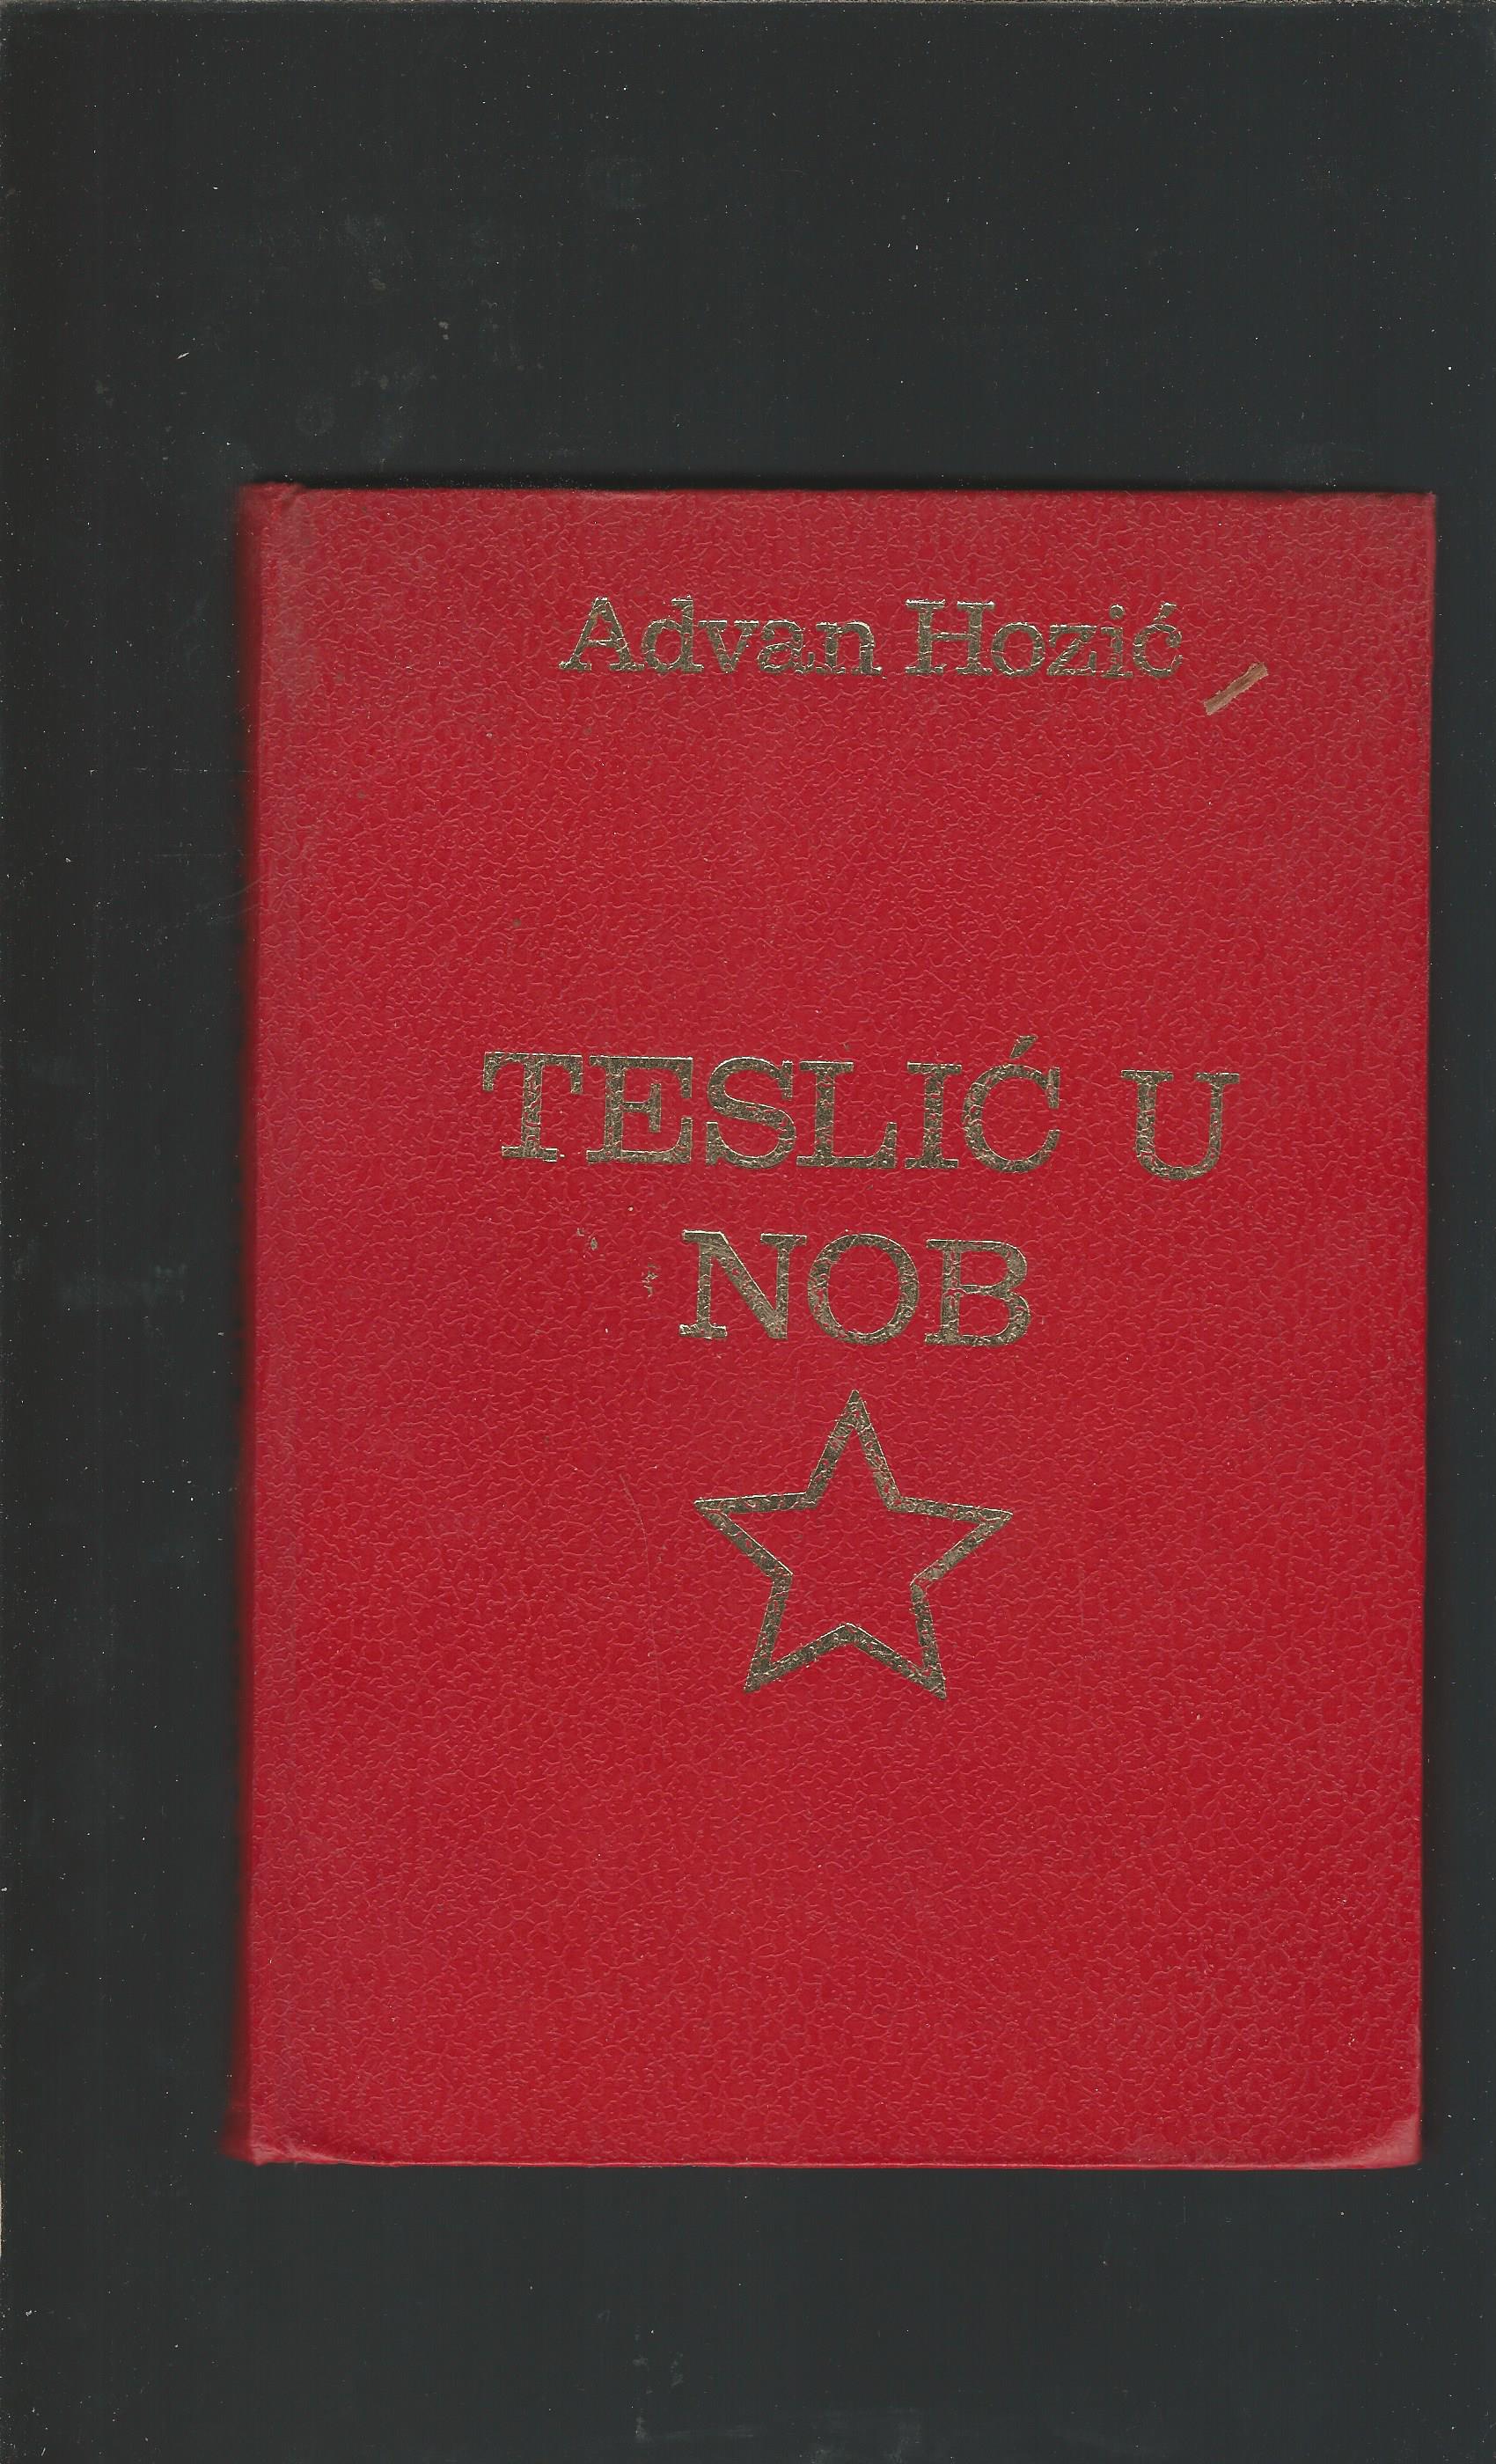 Advan Hozić
TESLIĆ U
NOB